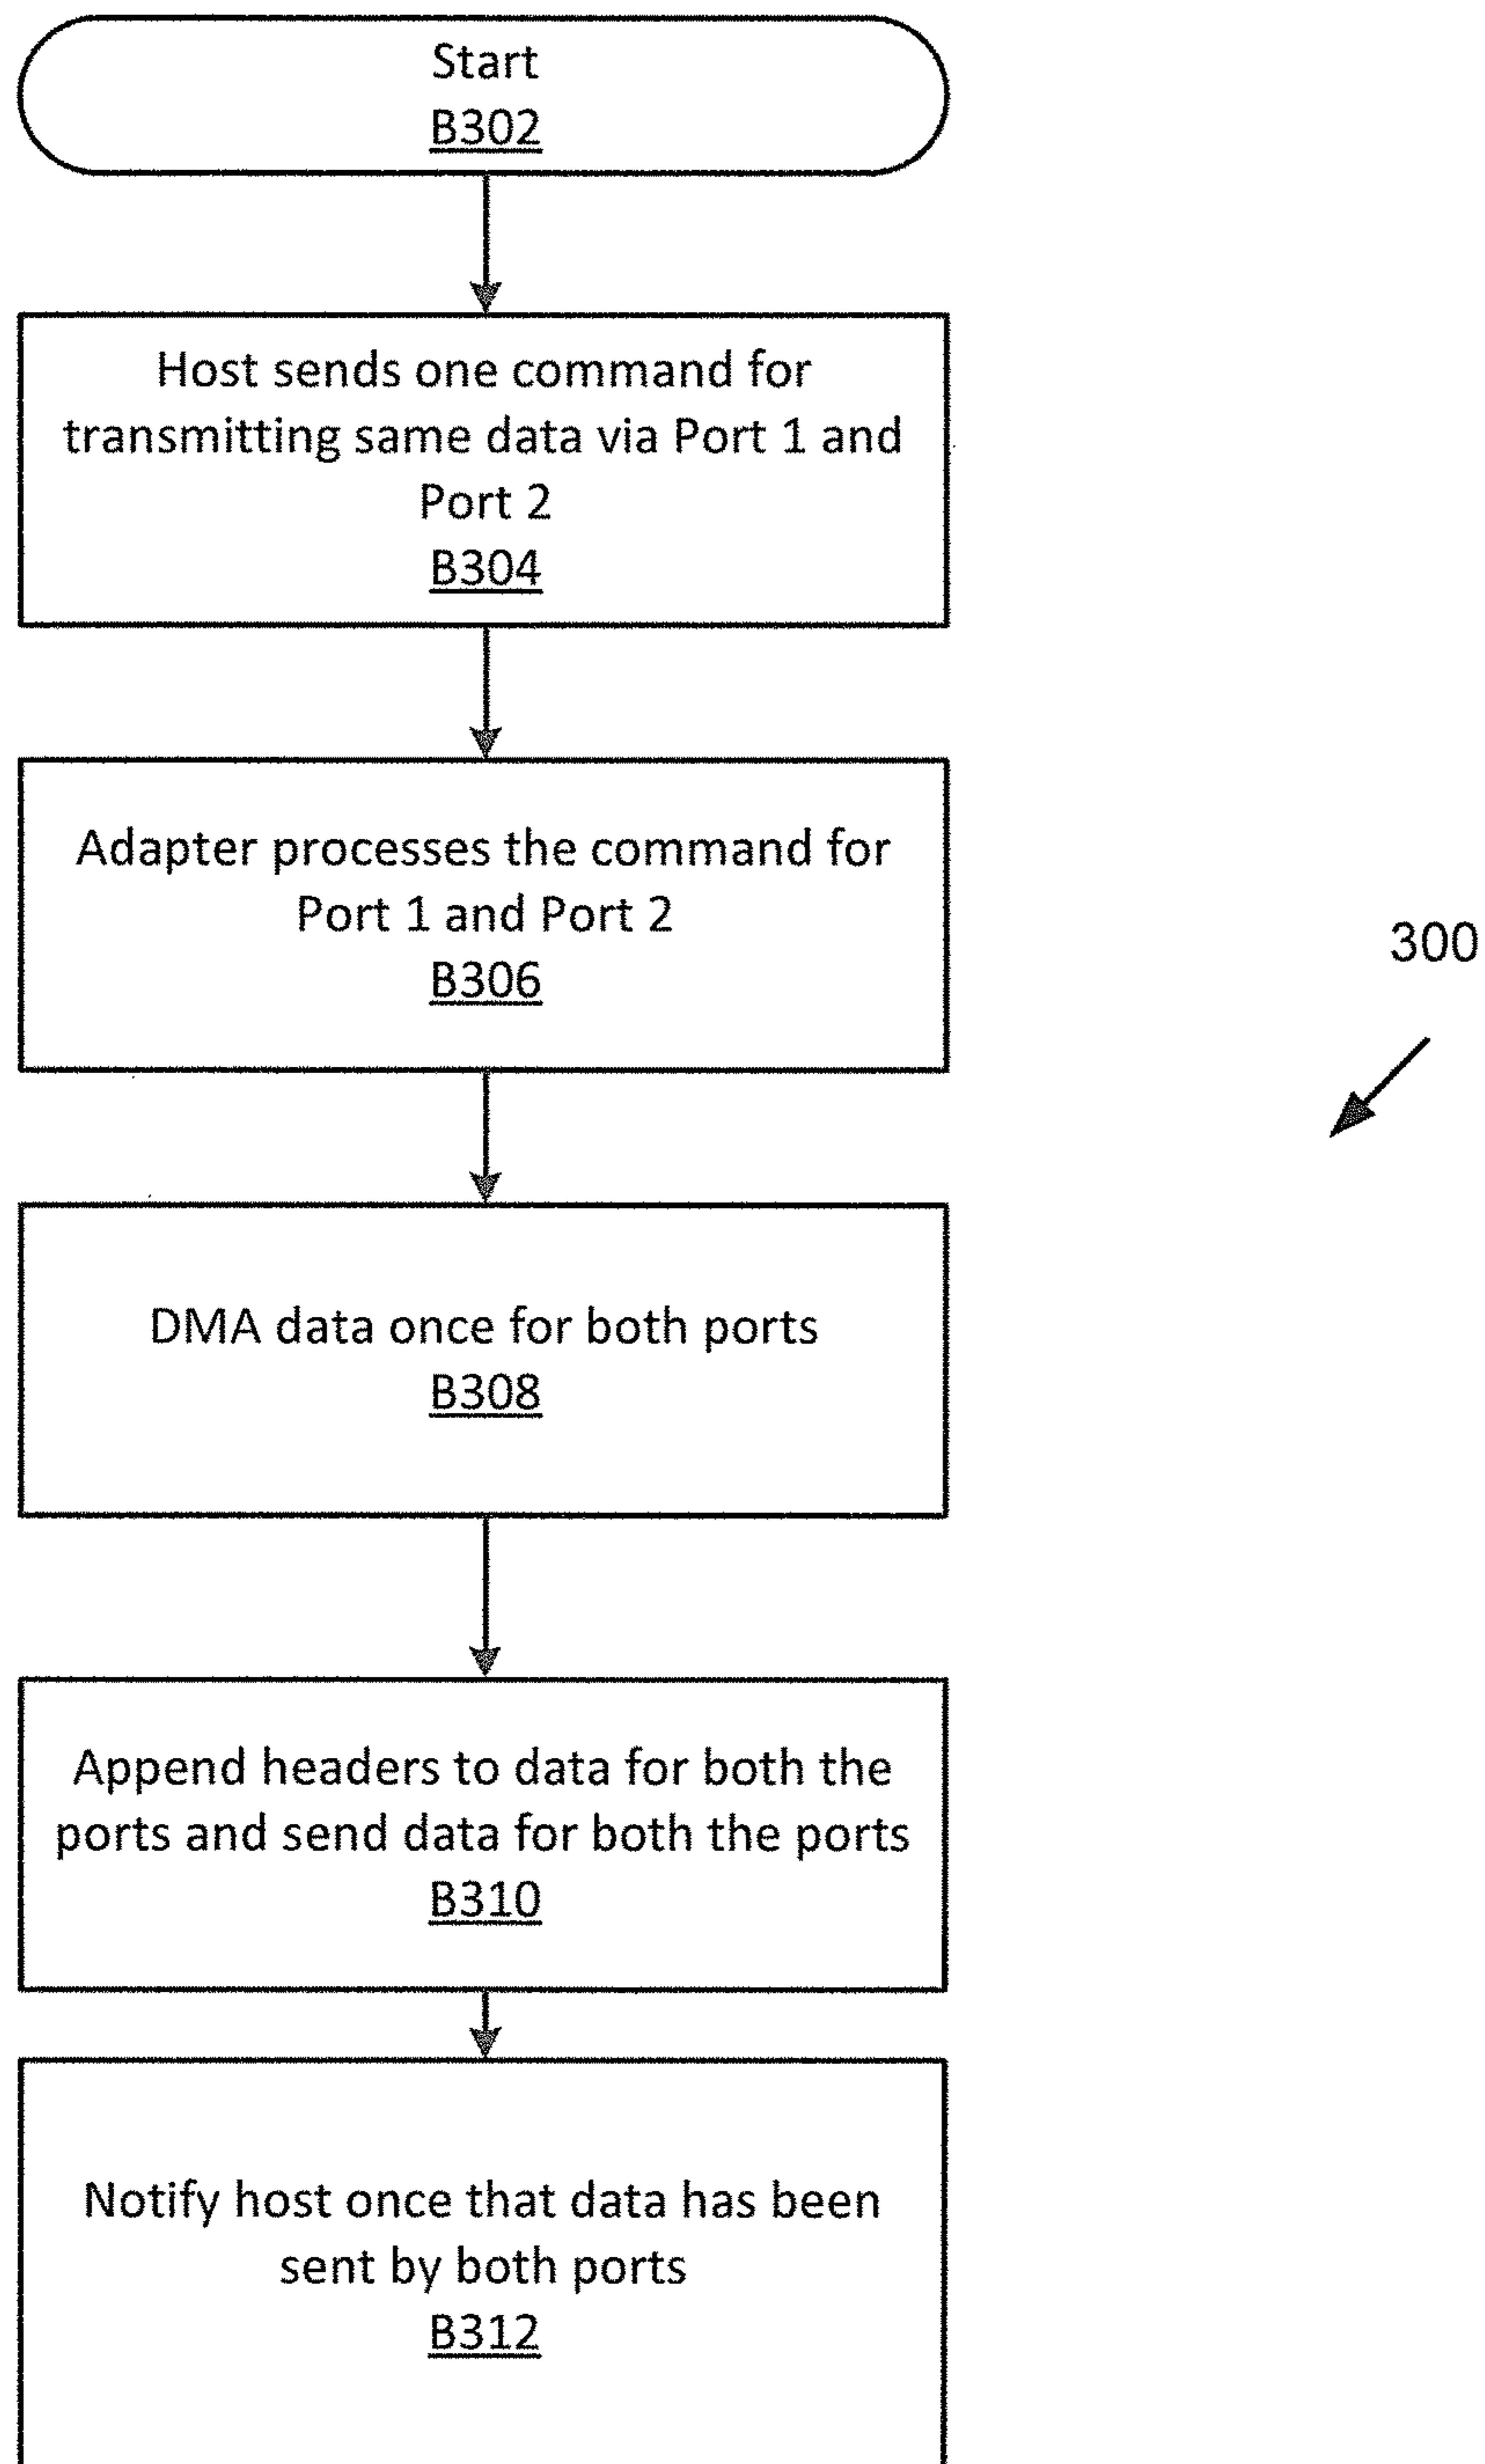 Start
B302
Host sends one command for
transmitting same data via Port 1 and
Port 2
B304
Adapter processes the command for
Port 1 and Port 2
B306
300
DMA data once for both ports
B308
Append headers to data for both the
ports and send data for both the ports
B310
Notify host once that data has been
sent by both ports
B312